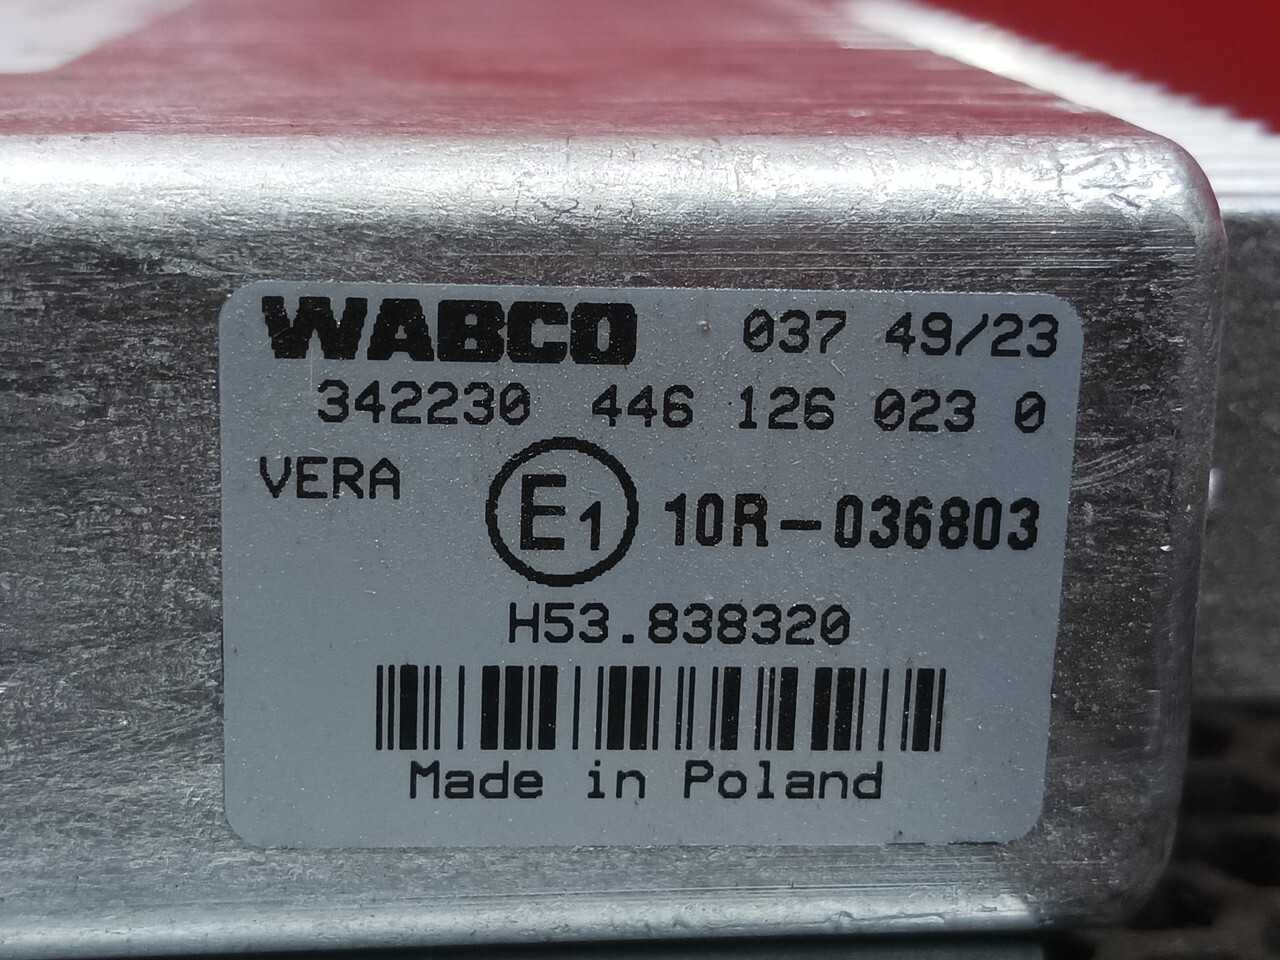 WABCO 037 49/23
342230 446 126 023 0
VERA E1 10R-036803
H53.838320
Made in Poland